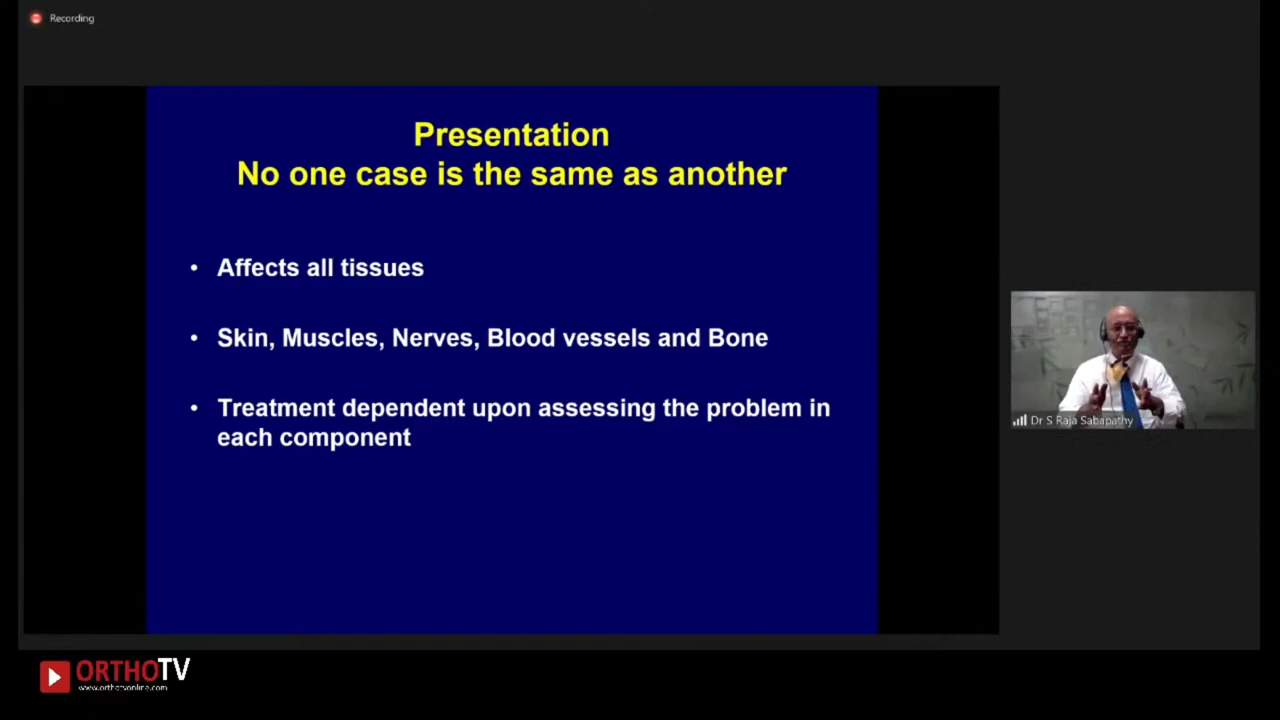 Recording
Presentation
No one case is the same as another
• Affects all tissues
• Skin, Muscles, Nerves, Blood vessels and Bone
• Treatment dependent upon assessing the problem in
each component
Dr S Raja Sabapathy
ORTHOTV
www.orthotvonline.com